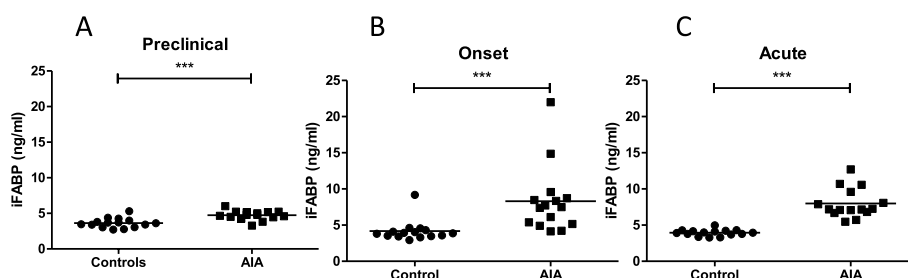 A
Preclinical
***
25
20
15
10
5
0
iFABP (ng/ml)
Controls
AIA
B
Onset
***
25
20
15
10
5
0
iFABP (ng/ml)
Control
AIA
C
Acute
***
25
20
15
10
5
0
iFABP (ng/ml)
Control
AIA